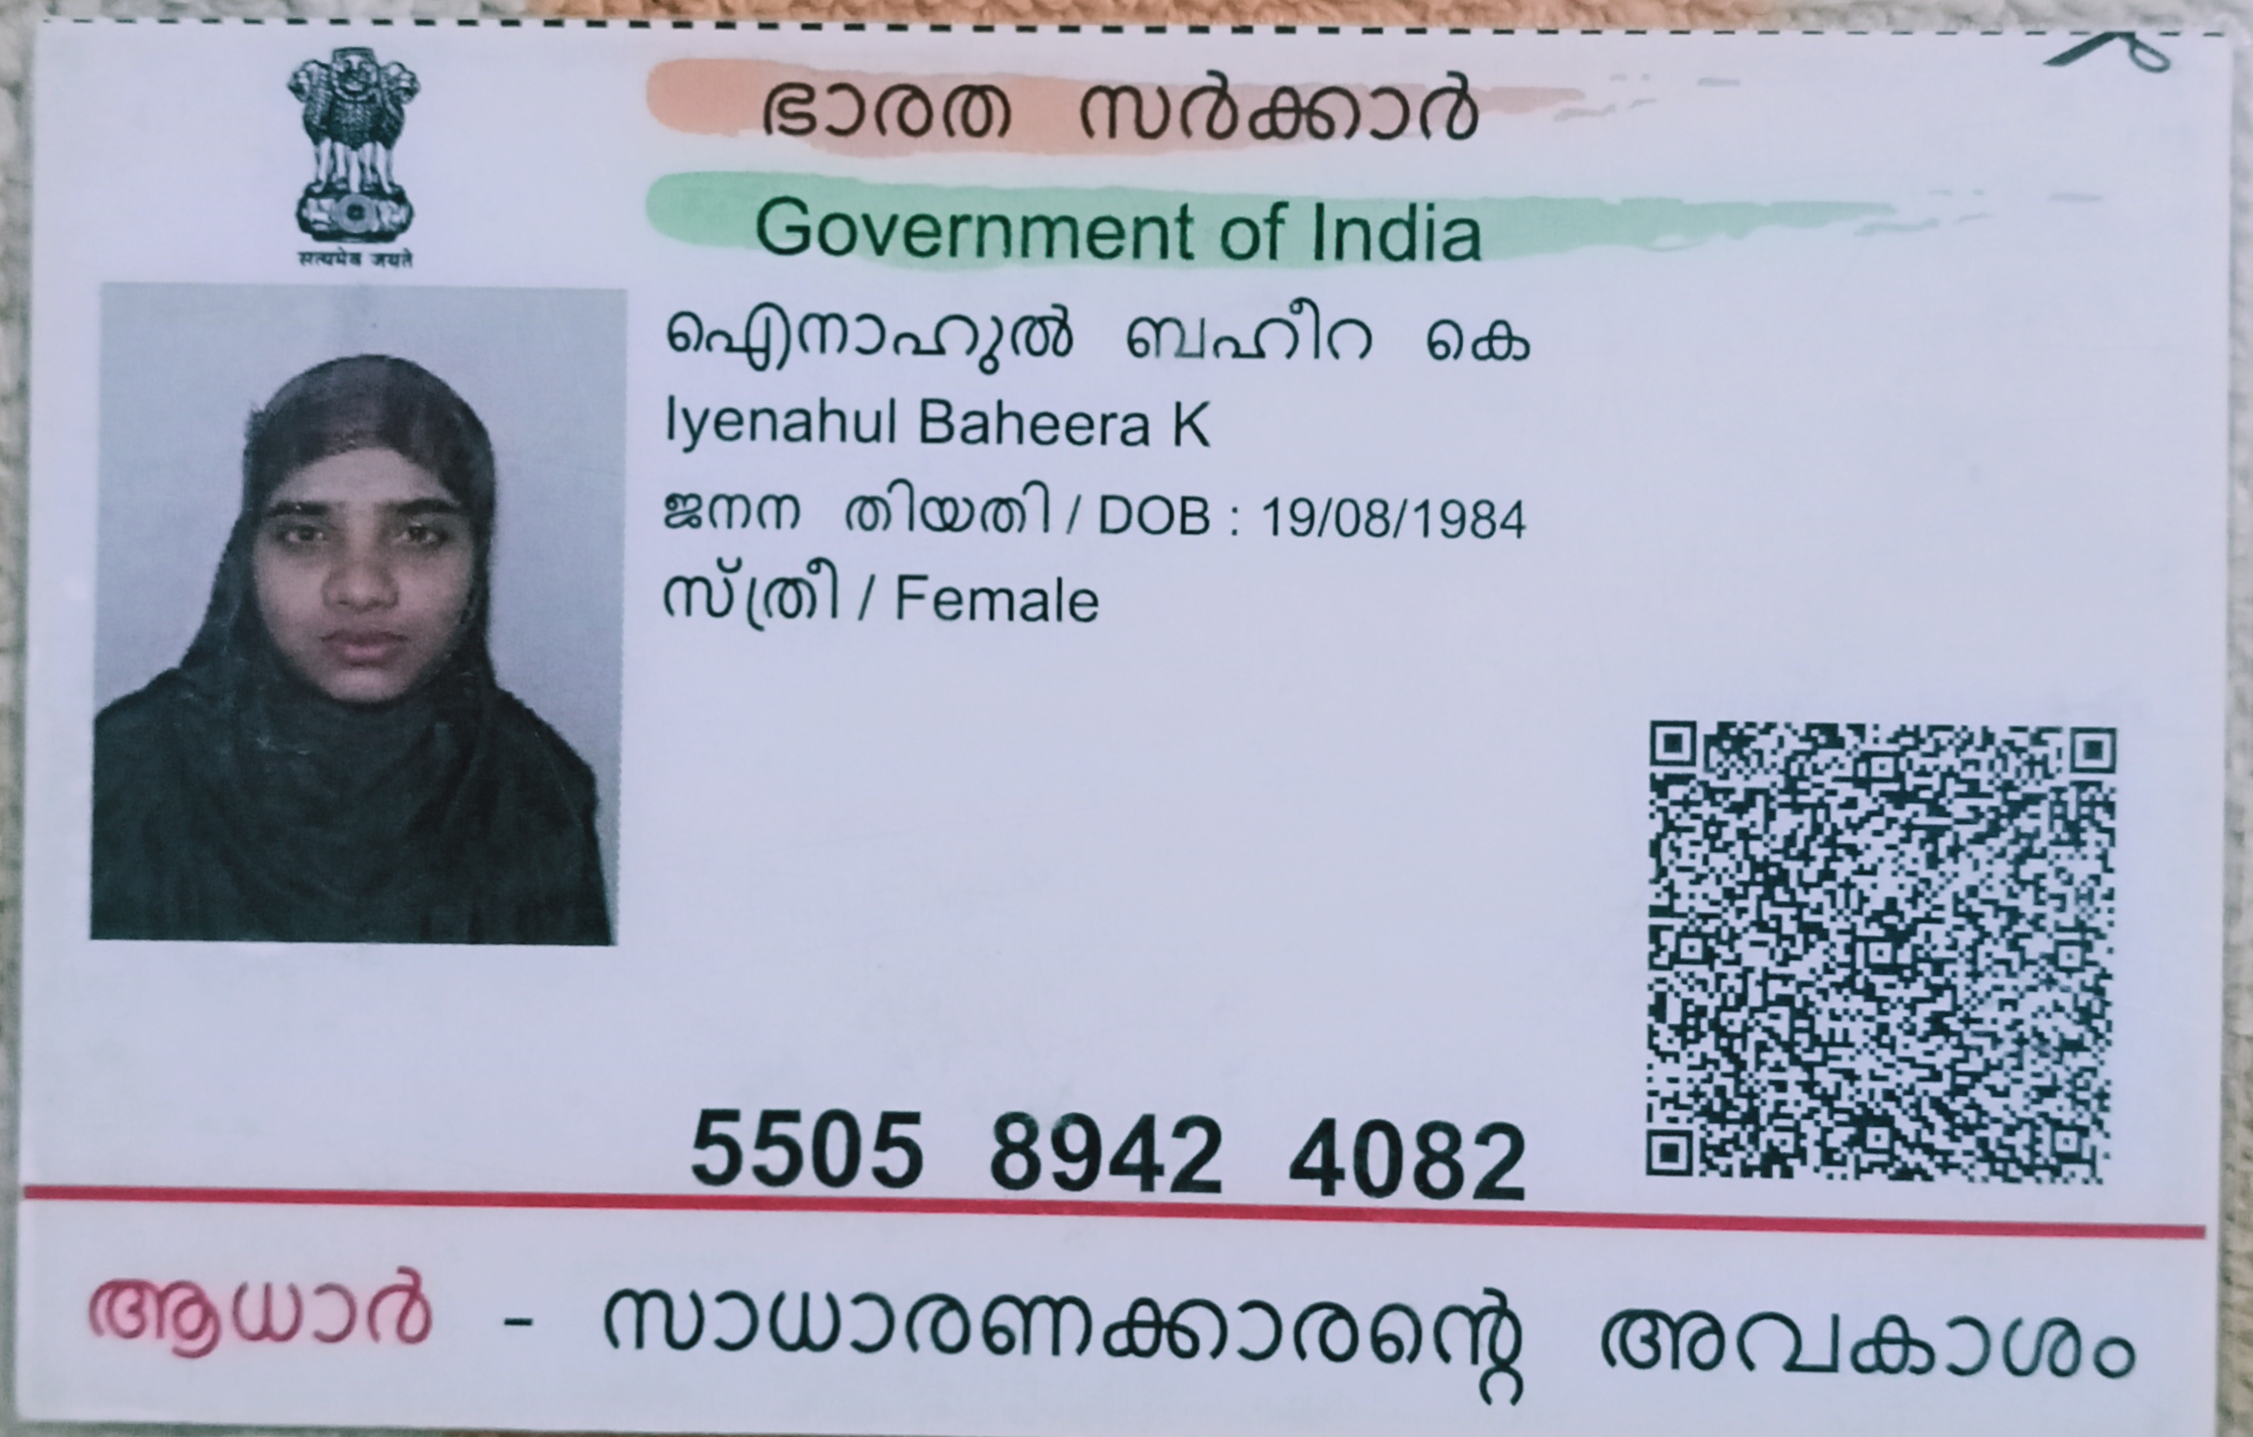 ഭാരത സർക്കാർ
Government of India
सत्यमेव जयते
ഐനാഹുൽ ബഹീറ കെ
Iyenahul Baheera K
ജനന തിയതി / DOB : 19/08/1984
സ്ത്രീ / Female
5505 8942 4082
ആധാർ - സാധാരണക്കാരന്റെ അവകാശം